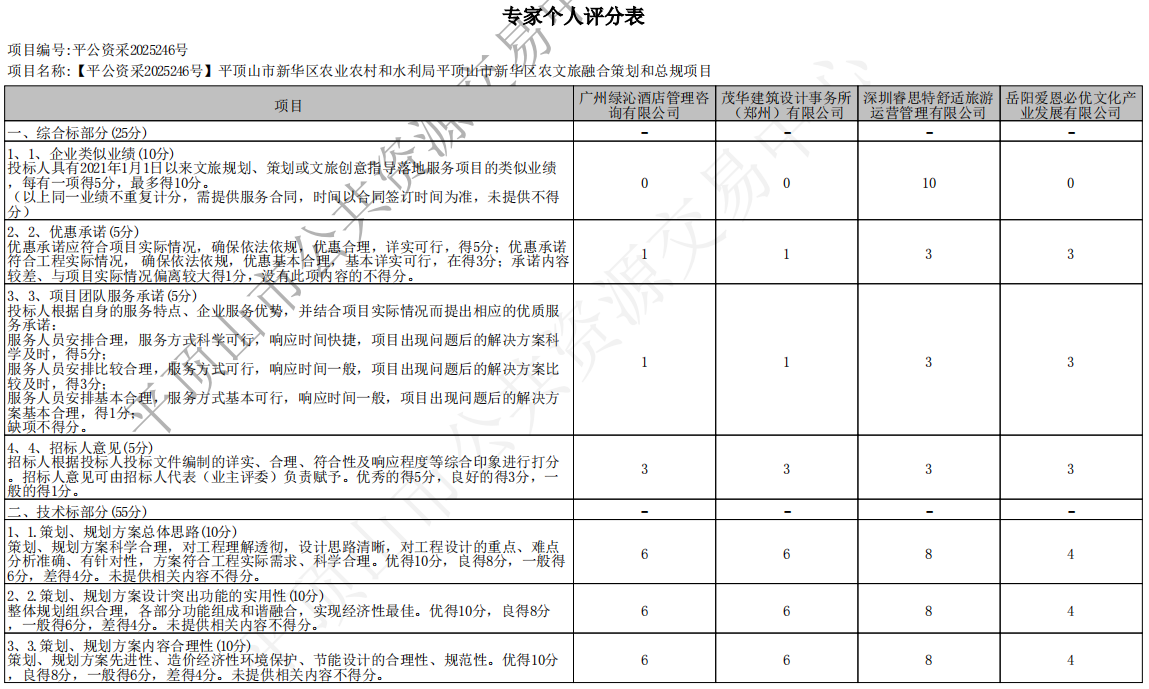 专家个人评分表
项目编号:平公资采2025246号
项目名称:【平公资采2025246号】平顶山市新华区农业农村和水利局平顶山市新华区农文旅融合策划和总规项目
项目 广州绿沁酒店管理咨询有限公司 茂华建筑设计事务所（郑州）有限公司 深圳睿思特舒适旅游运营管理有限公司 岳阳爱恩必优文化产业发展有限公司
一、综合标部分(25分) - - - -
1、1、企业类似业绩(10分)
投标人具有2021年1月1日以来文旅规划、策划或文旅创意指导落地服务项目的类似业绩
，每有一项得5分，最多得10分。
（以上同一业绩不重复计分，需提供服务合同，时间以合同签订时间为准，未提供不得
分）
0 0 10 0
2、2、优惠承诺(5分)
优惠承诺应符合项目实际情况，确保依法依规，优惠合理，详实可行，得5分；优惠承诺
符合工程实际情况， 确保依法依规，优惠基本合理，基本详实可行，在得3分；承诺内容
较差、与项目实际情况偏离较大得1分，没有此项内容的不得分。
1 1 3 3
3、3、项目团队服务承诺(5分)
投标人根据自身的服务特点、企业服务优势，并结合项目实际情况而提出相应的优质服
务承诺：
服务人员安排合理，服务方式科学可行，响应时间快捷，项目出现问题后的解决方案科
学及时，得5分；
服务人员安排比较合理，服务方式可行，响应时间一般，项目出现问题后的解决方案比
较及时，得3分；
服务人员安排基本合理，服务方式基本可行，响应时间一般，项目出现问题后的解决方
案基本合理，得1分；
缺项不得分。
1 1 3 3
4、4、招标人意见(5分)
招标人根据投标人投标文件编制的详实、合理、符合性及响应程度等综合印象进行打分
。招标人意见可由招标人代表（业主评委）负责赋予。优秀的得5分，良好的得3分，一
般的得1分。
3 3 3 3
二、技术标部分(55分) - - - -
1、1.策划、规划方案总体思路(10分)
策划、规划方案科学合理，对工程理解透彻，设计思路清晰，对工程设计的重点、难点
分析准确、有针对性，方案符合工程实际需求、科学合理。优得10分，良得8分，一般得
6分，差得4分。未提供相关内容不得分。
6 6 8 4
2、2.策划、规划方案设计突出功能的实用性(10分)
整体规划组织合理，各部分功能组成和谐融合，实现经济性最佳。优得10分，良得8分
，一般得6分，差得4分。未提供相关内容不得分。
6 6 8 4
3、3.策划、规划方案内容合理性(10分)
策划、规划方案先进性、造价经济性环境保护、节能设计的合理性、规范性。优得10分
，良得8分，一般得6分，差得4分。未提供相关内容不得分。
6 6 8 4
平顶山市公共资源交易中
平顶山市公共资源交易中心